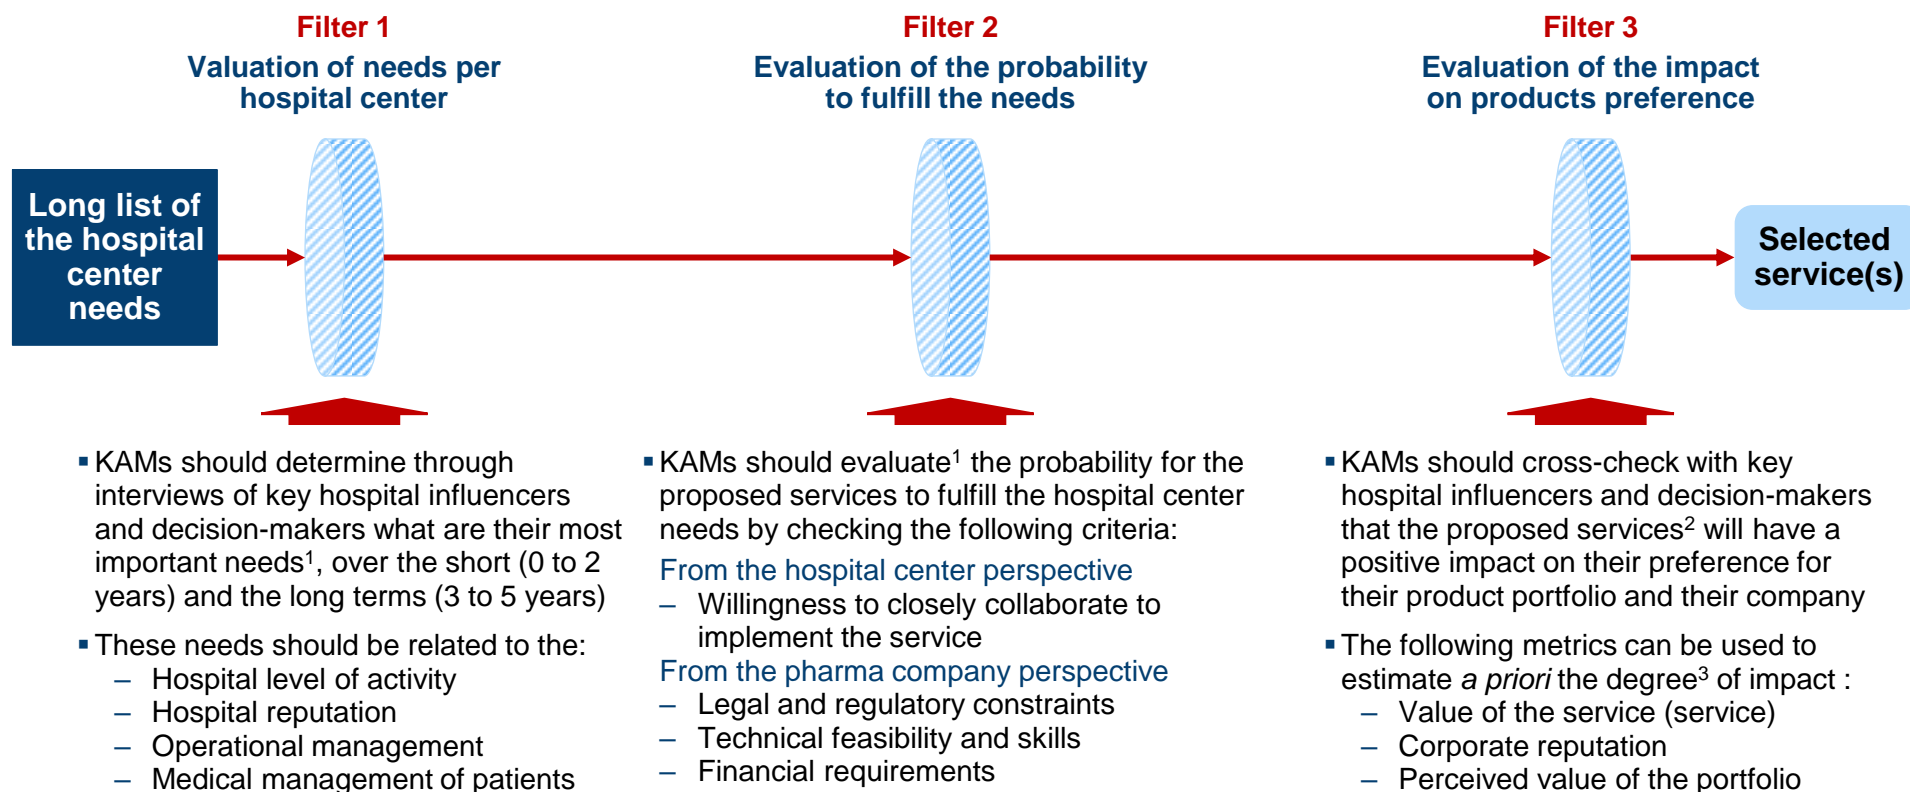 Filter 1
Valuation of needs per
hospital center
Filter 2
Evaluation of the probability
to fulfill the needs
Filter 3
Evaluation of the impact
on products preference
Long list of
the hospital
center
needs
Selected
service(s)
▪ KAMs should determine through
interviews of key hospital influencers
and decision-makers what are their most
important needs¹, over the short (0 to 2
years) and the long terms (3 to 5 years)
▪ These needs should be related to the:
– Hospital level of activity
– Hospital reputation
– Operational management
– Medical management of patients
▪ KAMs should evaluate¹ the probability for the
proposed services to fulfill the hospital center
needs by checking the following criteria:
From the hospital center perspective
– Willingness to closely collaborate to
implement the service
From the pharma company perspective
– Legal and regulatory constraints
– Technical feasibility and skills
– Financial requirements
▪ KAMs should cross-check with key
hospital influencers and decision-makers
that the proposed services² will have a
positive impact on their preference for
their product portfolio and their company
▪ The following metrics can be used to
estimate a priori the degree³ of impact :
– Value of the service (service)
– Corporate reputation
– Perceived value of the portfolio